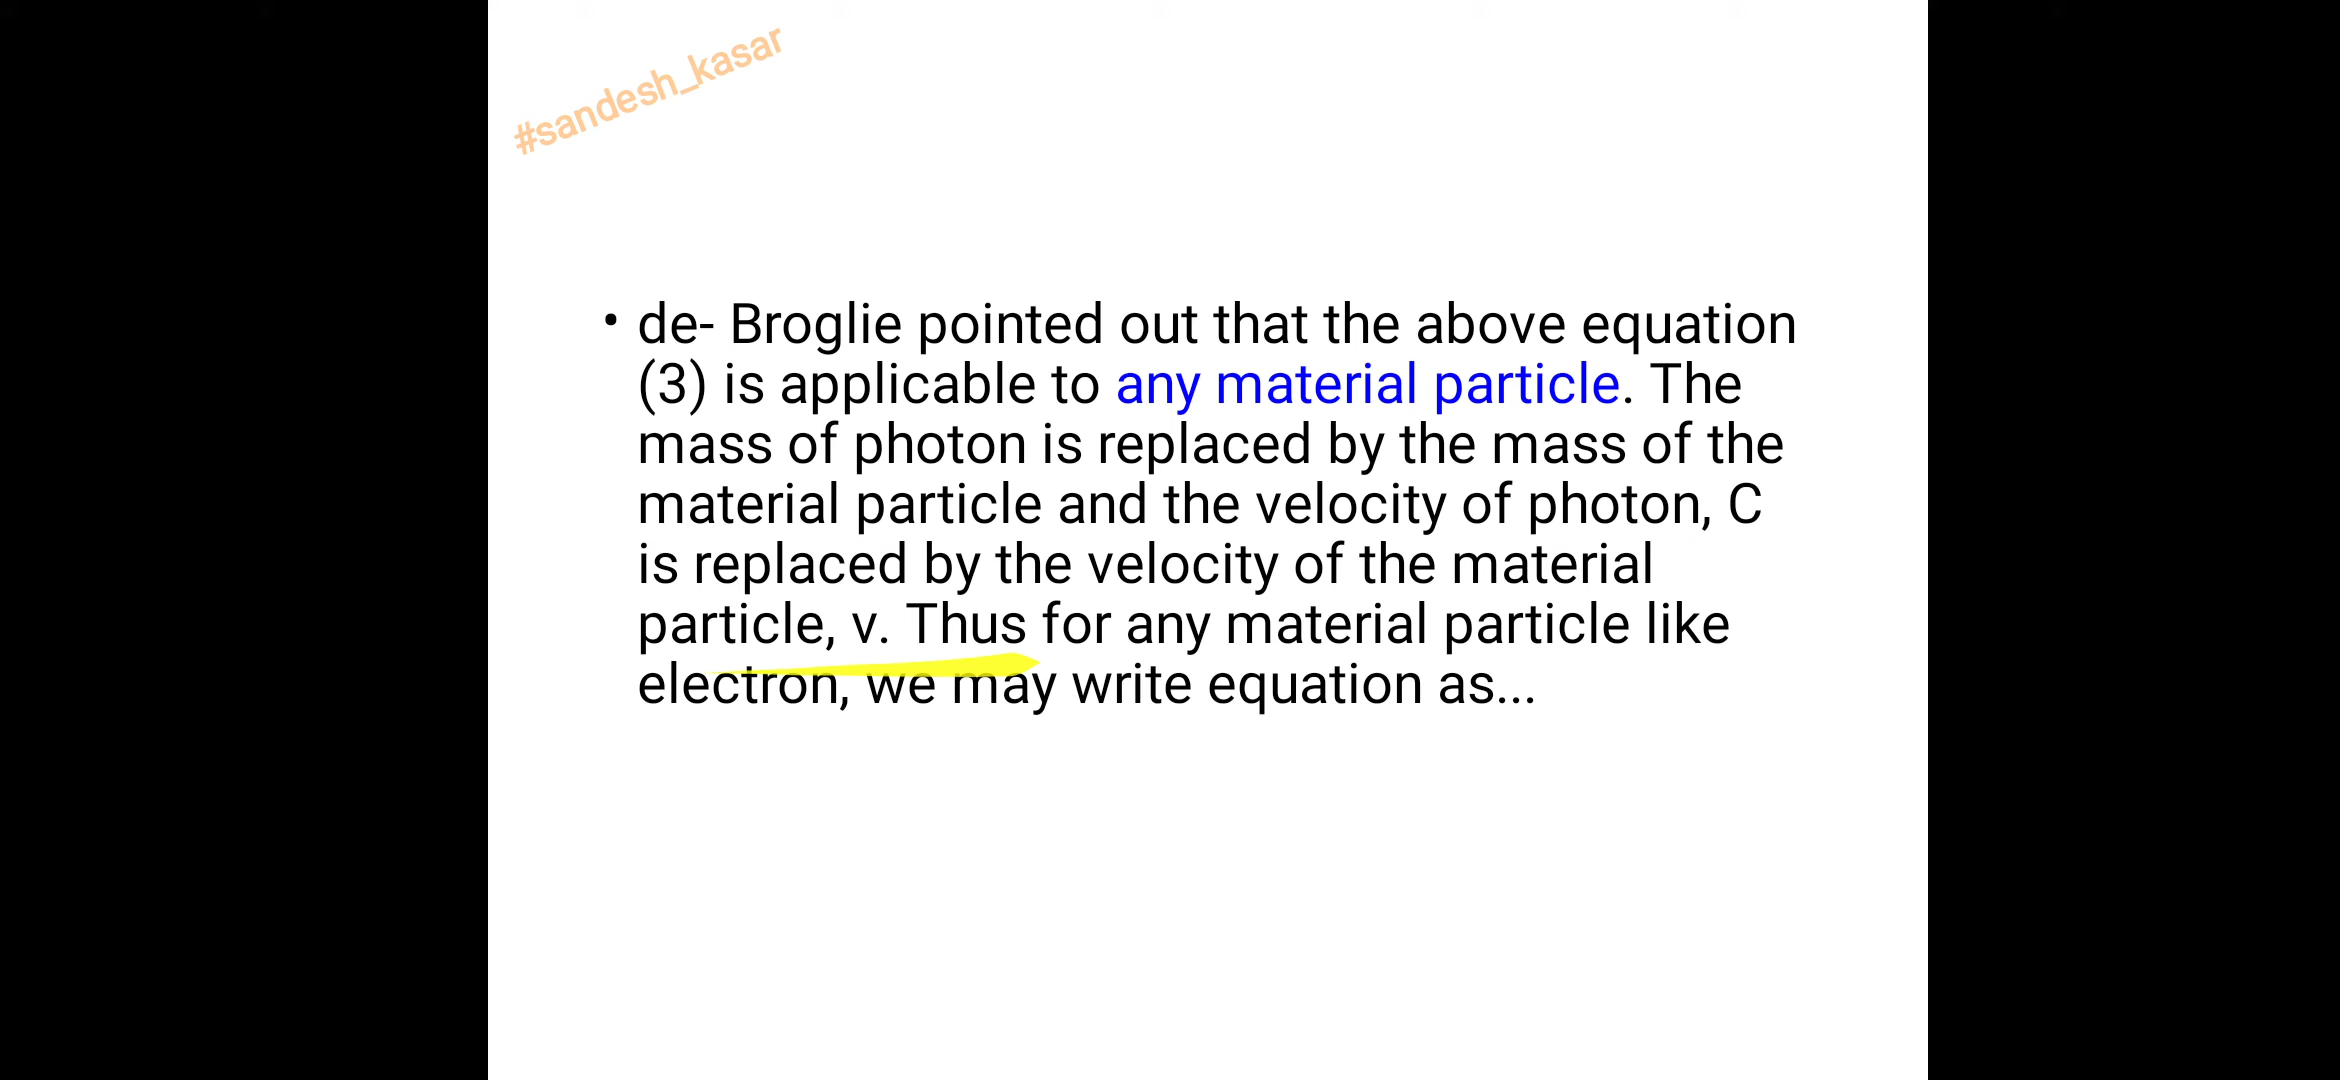 #sandesh_kasar
• de- Broglie pointed out that the above equation
(3) is applicable to any material particle. The
mass of photon is replaced by the mass of the
material particle and the velocity of photon, C
is replaced by the velocity of the material
particle, v. Thus for any material particle like
electron, we may write equation as...